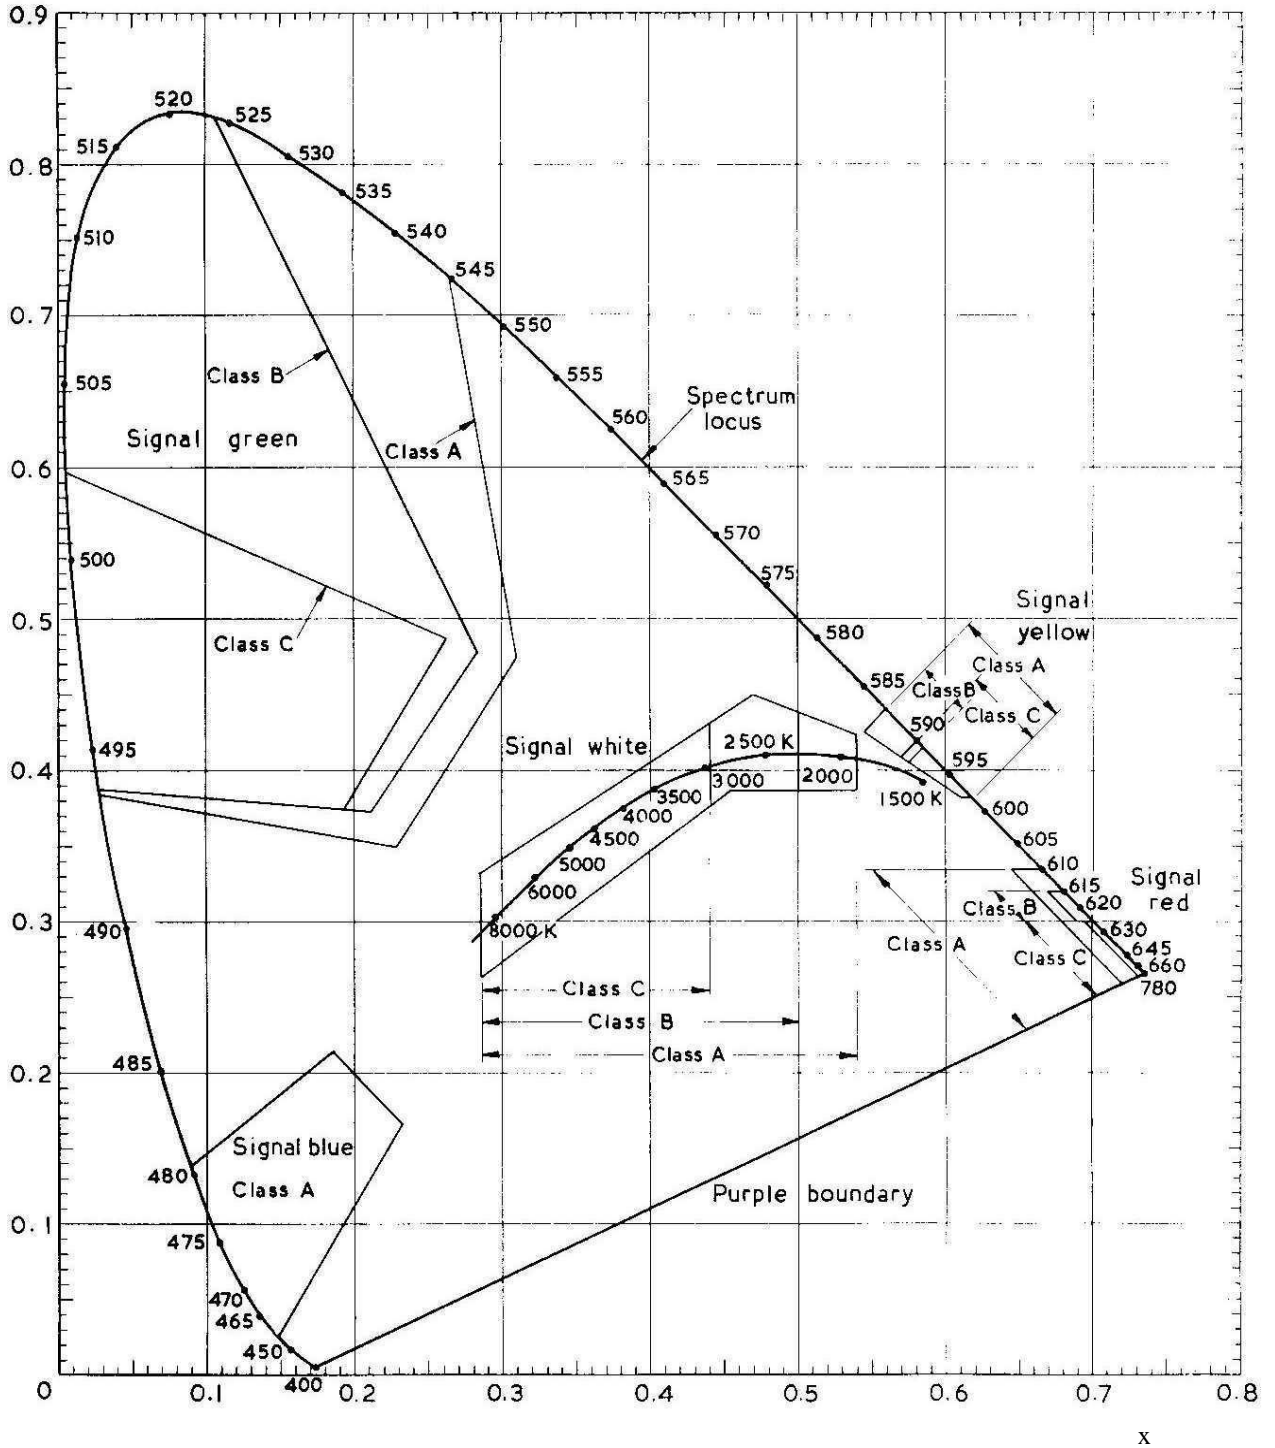 0.9
520
525
515
530
0.8
535
510
540
545
0.7
550
Class B
555
505
Spectrum
locus
560
Signal green
Class A
0.6
565
500
570
575
Signal
yellow
0.5
Class C
580
Class A
585
Class B
590
Class C
495
Signal white
2500 K
595
0.4
3000
2000
3500
1500 K
4000
600
4500
605
5000
610
Signal
red
6000
615
Class B
620
0.3
490
8000 K
630
Class A
645
Class C
660
780
Class C
Class B
Class A
485
0.2
Signal blue
480
Class A
Purple boundary
0.1
475
470
465
450
400
0
0.1
0.2
0.3
0.4
0.5
0.6
0.7
0.8
x